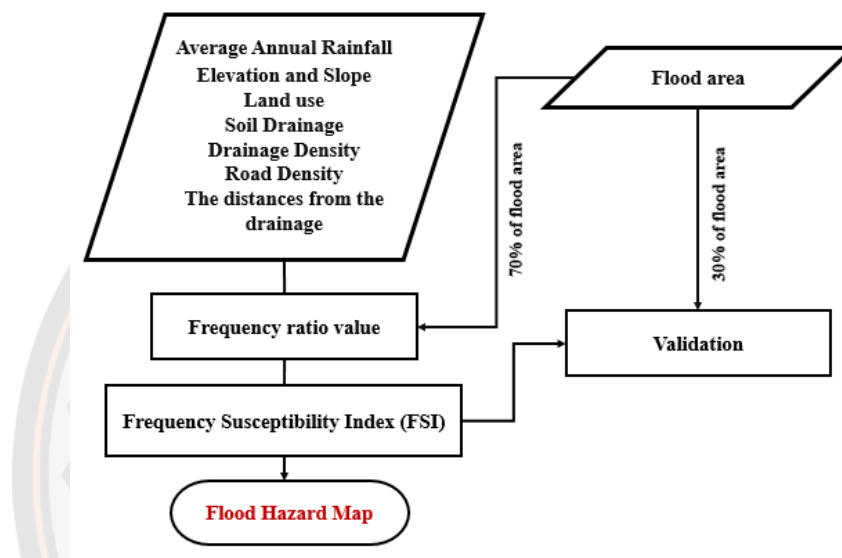 Average Annual Rainfall
Elevation and Slope
Land use
Soil Drainage
Drainage Density
Road Density
The distances from the
drainage
Flood area
70% of flood area
30% of flood area
Frequency ratio value
Validation
Frequency Susceptibility Index (FSI)
Flood Hazard Map